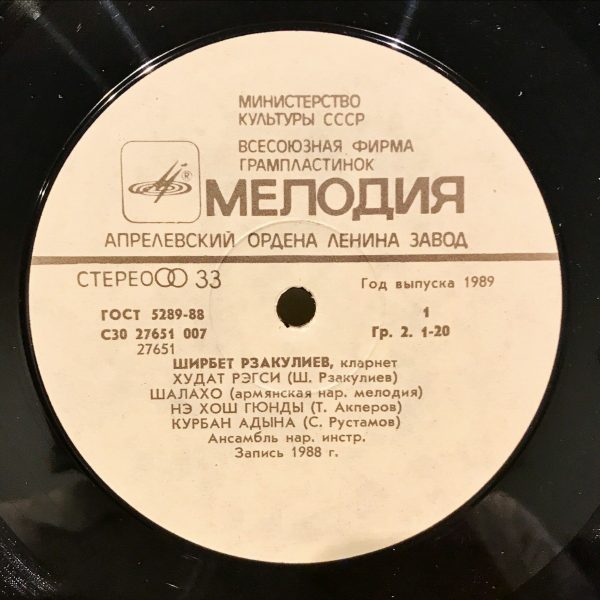 МИНИСТЕРСТВО
КУЛЬТУРЫ СССР
ВСЕСОЮЗНАЯ ФИРМА
ГРАМПЛАСТИНОК
®
МЕЛОДИЯ
АПРЕЛЕВСКИЙ ОРДЕНА ЛЕНИНА ЗАВОД
СТЕРЕО 33
Год выпуска 1989
ГОСТ 5289-88
1
С30 27651 007
Гр. 2. 1-20
27651
ШИРБЕТ РЗАКУЛИЕВ, кларнет
ХУДАТ РЭГСИ (Ш. Рзакулиев)
ШАЛАХО (армянская нар. мелодия)
НЭ ХОШ ГЮНДЫ (Т. Акперов)
КУРБАН АДЫНА (С. Рустамов)
Ансамбль нар. инстр.
Запись 1988 г.